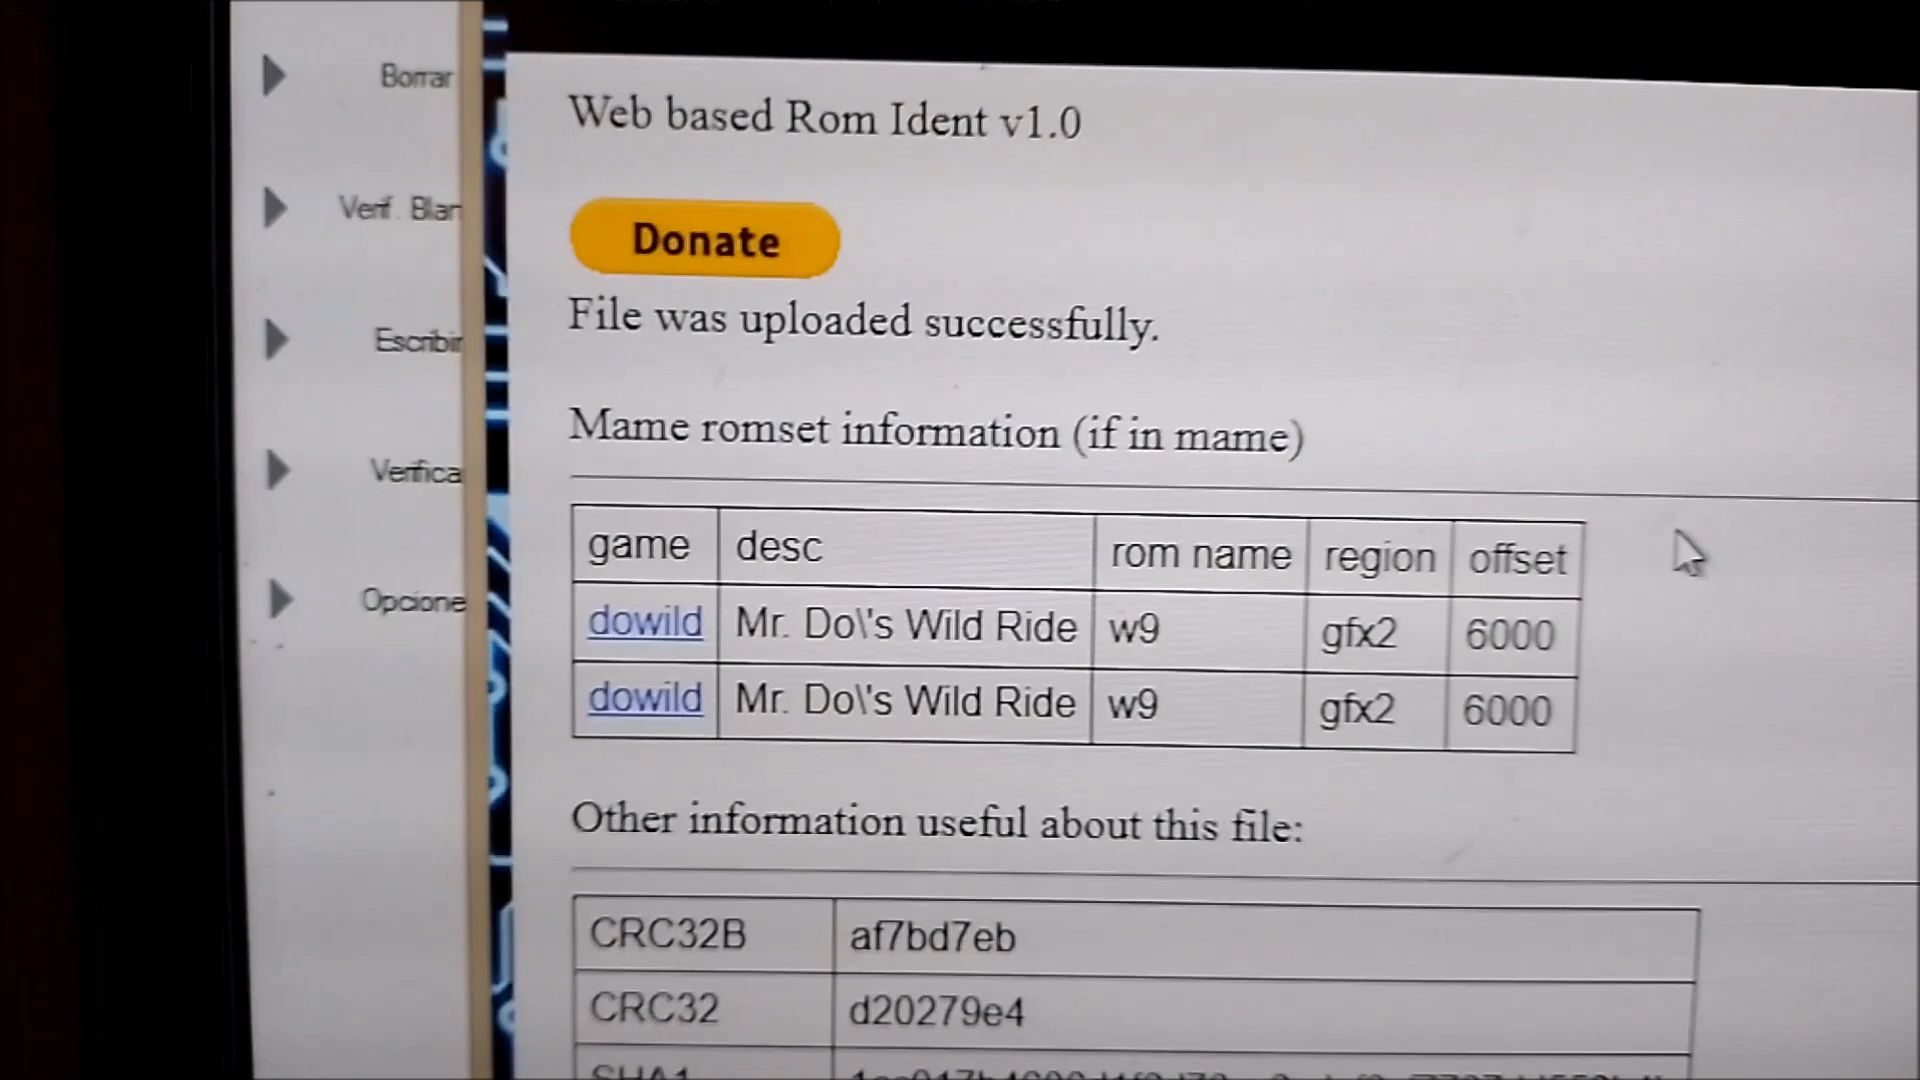 Borrar
Verif. Blan
Escribir
Verifica
Opcione
Web based Rom Ident v1.0
Donate
File was uploaded successfully.
Mame romset information (if in mame)
game desc rom name region offset
dowild Mr. Do\'s Wild Ride w9 gfx2 6000
dowild Mr. Do\'s Wild Ride w9 gfx2 6000
Other information useful about this file:
CRC32B af7bd7eb
CRC32 d20279e4
SHA1